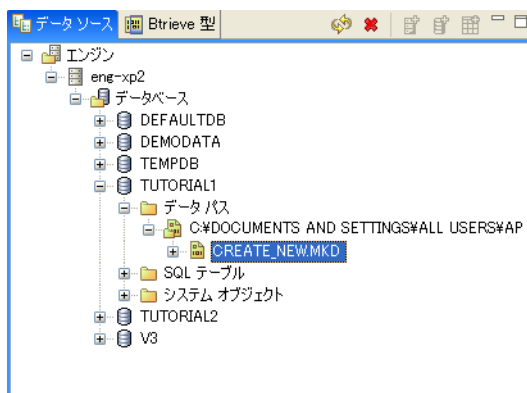 データ ソース Btrieve 型
エンジン
eng-xp2
データベース
DEFAULTDB
DEMODATA
TEMPDB
TUTORIAL1
データ パス
C:¥DOCUMENTS AND SETTINGS¥ALL USERS¥AP
CREATE_NEW.MKD
SQL テーブル
システム オブジェクト
TUTORIAL2
V3